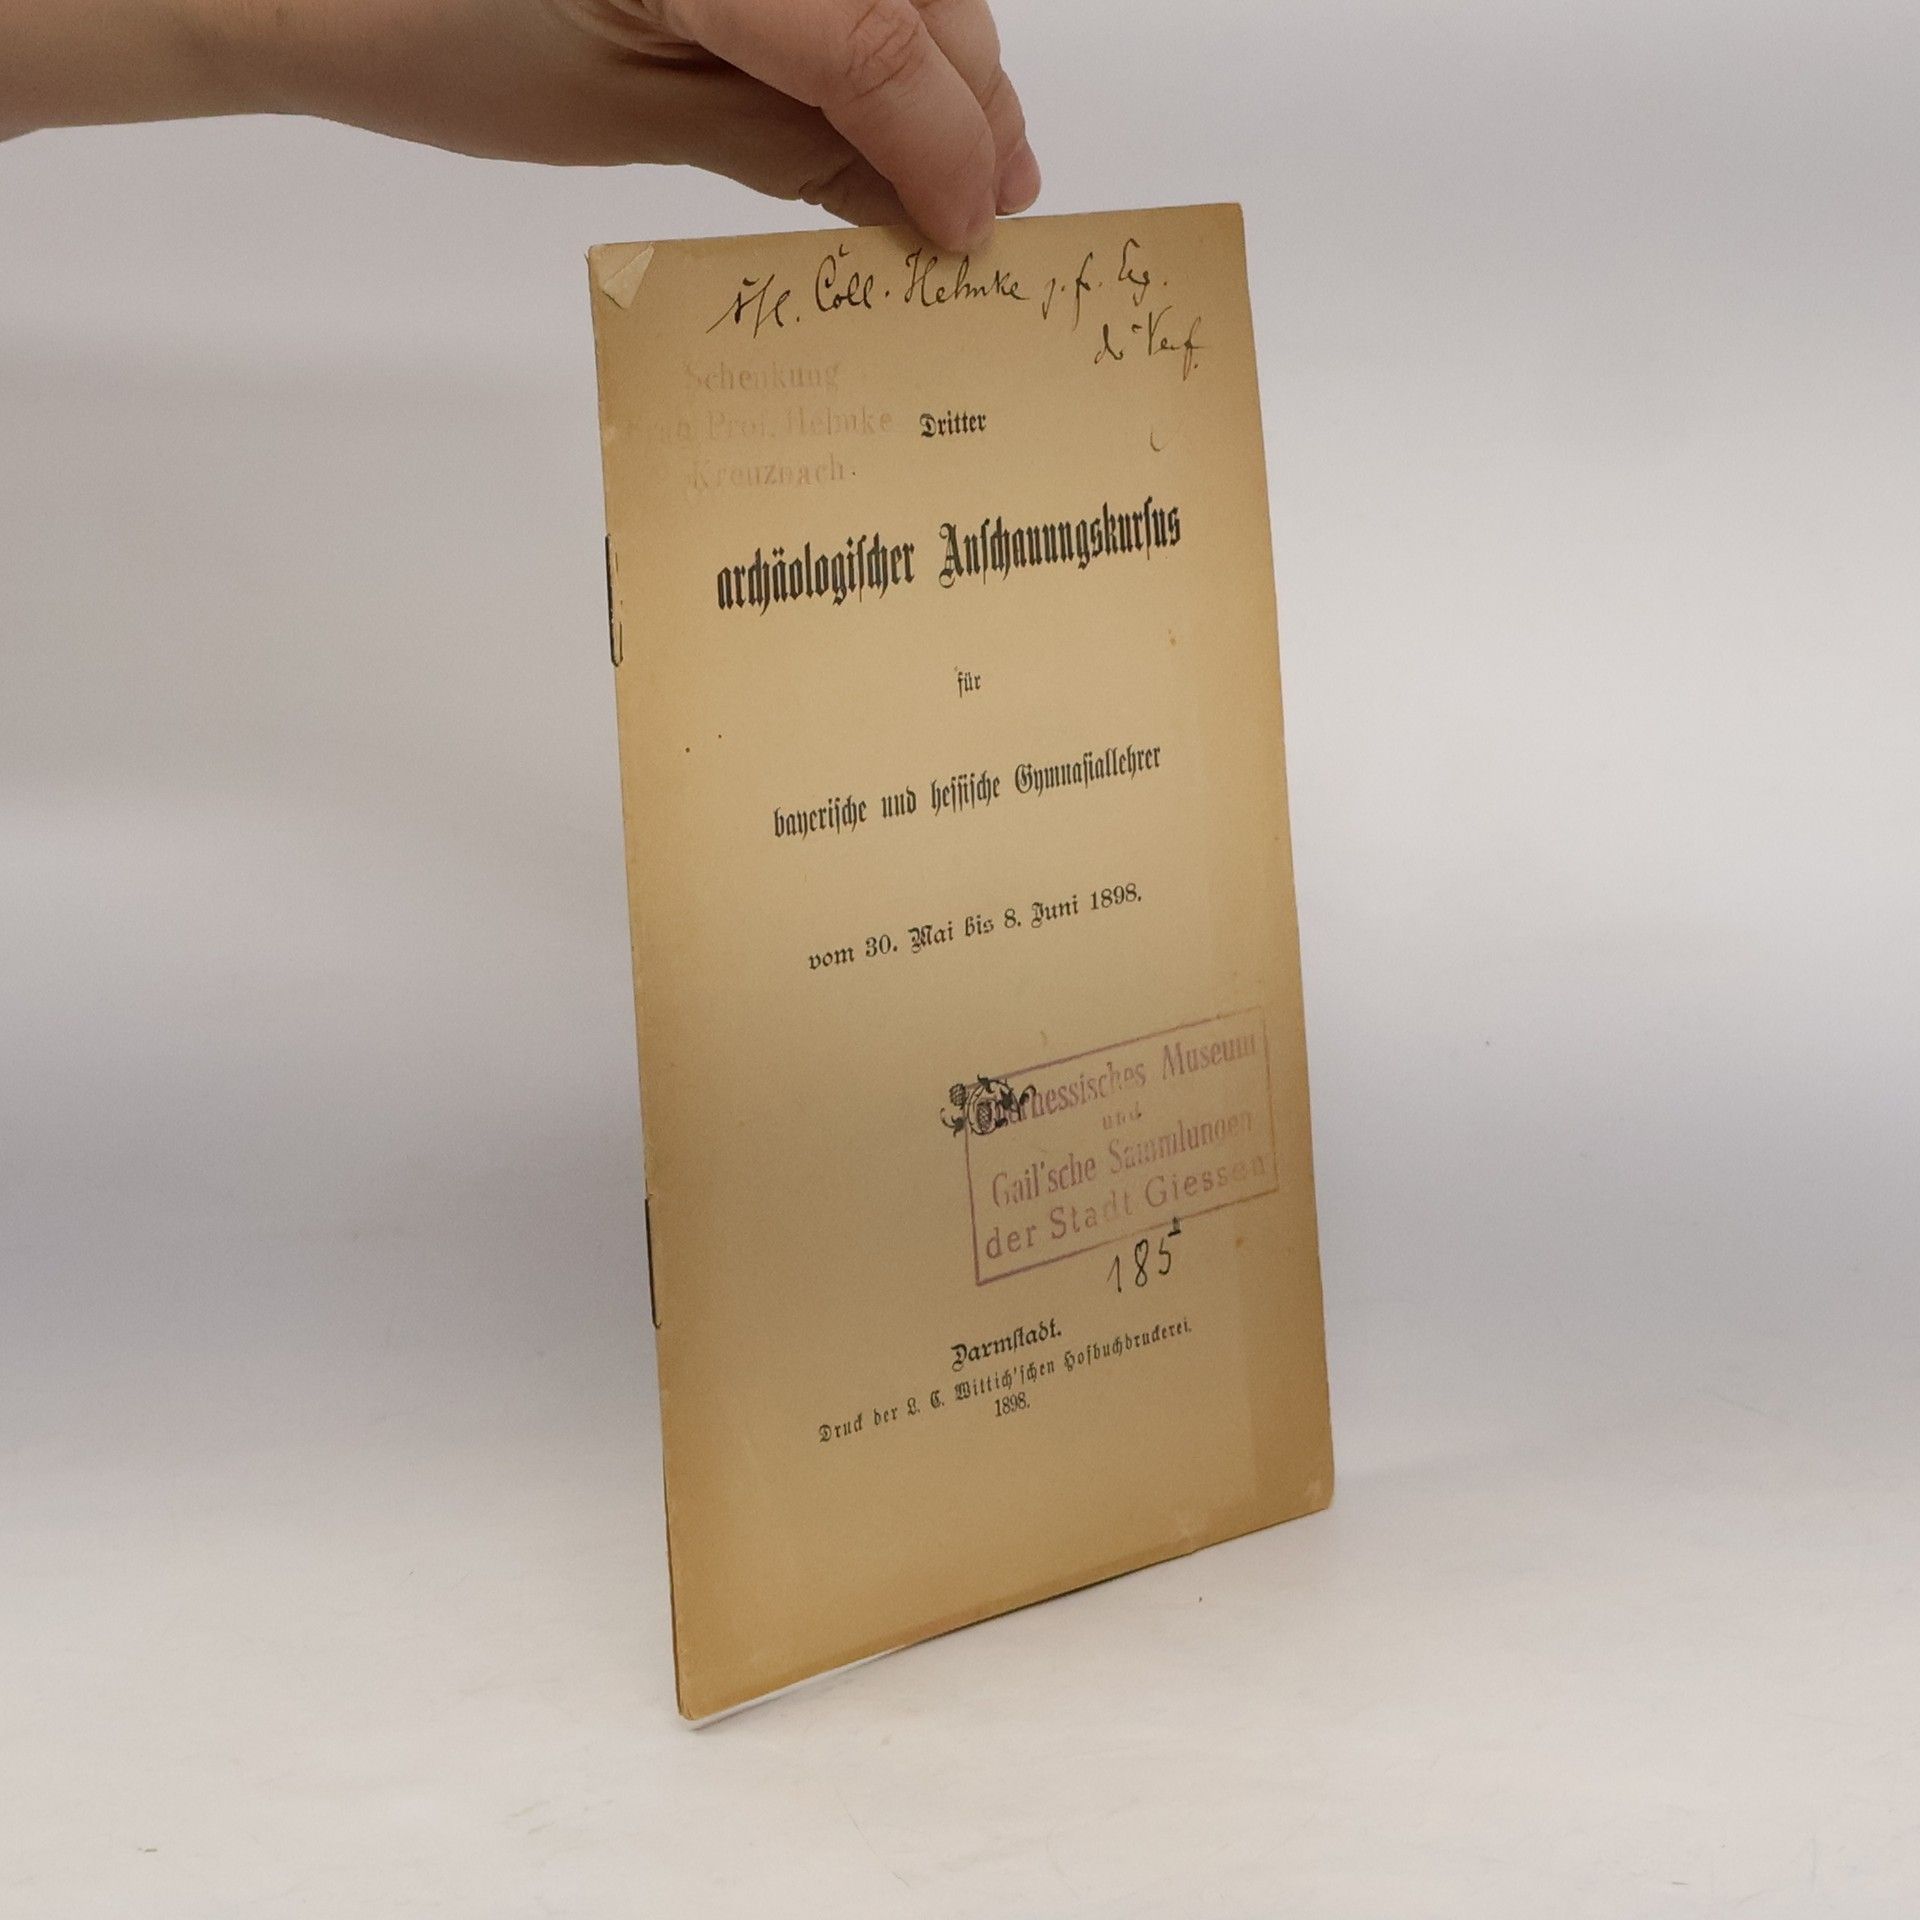 s/l. Coll. Helmke z. fr. Erg.
d. Verf.
Schenkung
Frau Prof. Helmke
Kreuznach.
Dritter
archäologiſcher Anſchauungskurſus
für
bayeriſche und heſſiſche Gymnaſiallehrer
vom 30. Mai bis 8. Juni 1898.
Oberhessisches Museum
und
Gail'sche Sammlungen
der Stadt Giessen
185
Darmſtadt.
Druck der L. C. Wittich'ſchen Hofbuchdruckerei.
1898.